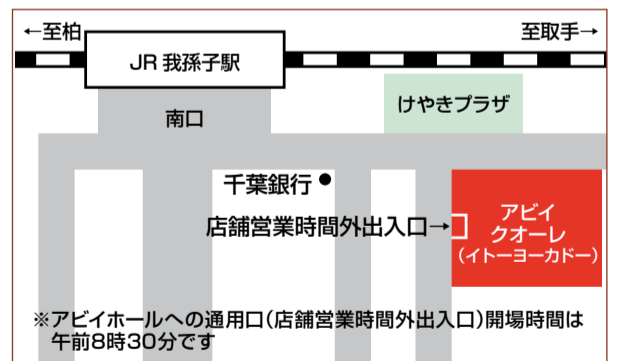 ←至柏
至取手→
JR 我孫子駅
南口
けやきプラザ
千葉銀行
店舗営業時間外出入口→
アビイ
クオーレ
(イトーヨーカドー)
※アビイホールへの通用口(店舗営業時間外出入口)開場時間は
午前8時30分です